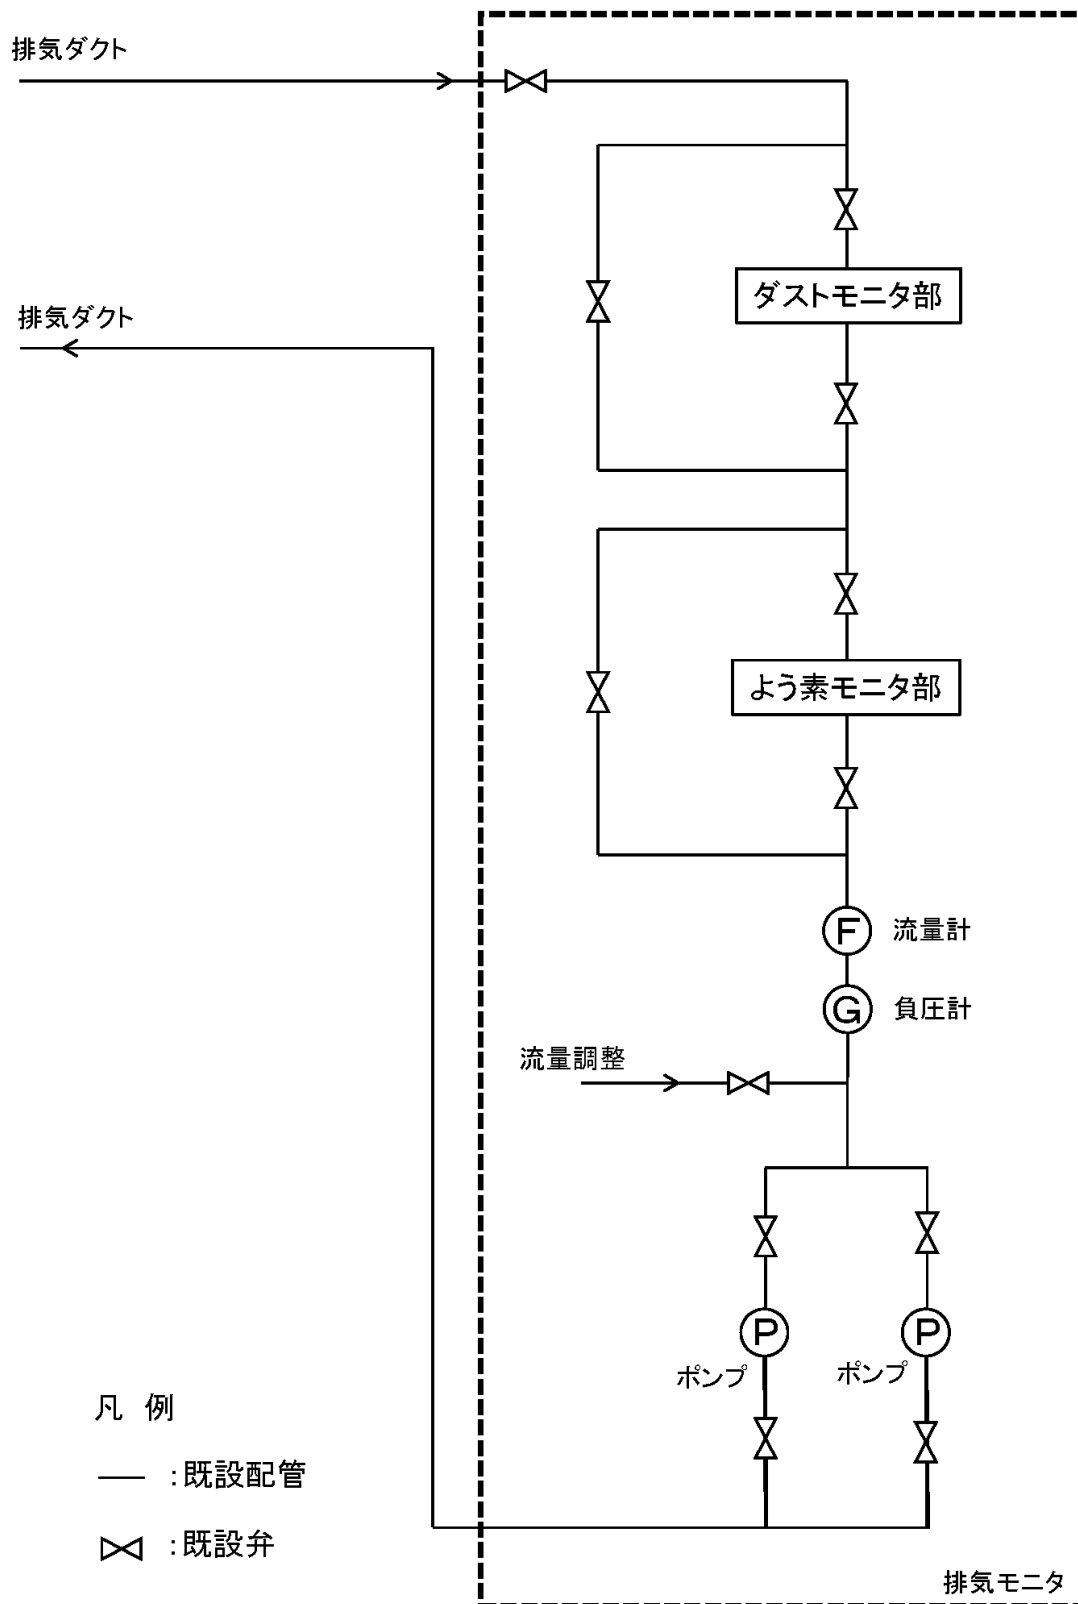 排気ダクト
ダストモニタ部
排気ダクト
よう素モニタ部
F 流量計
G 負圧計
流量調整
P P
ポンプ ポンプ
凡 例
:既設配管
:既設弁
排気モニタ